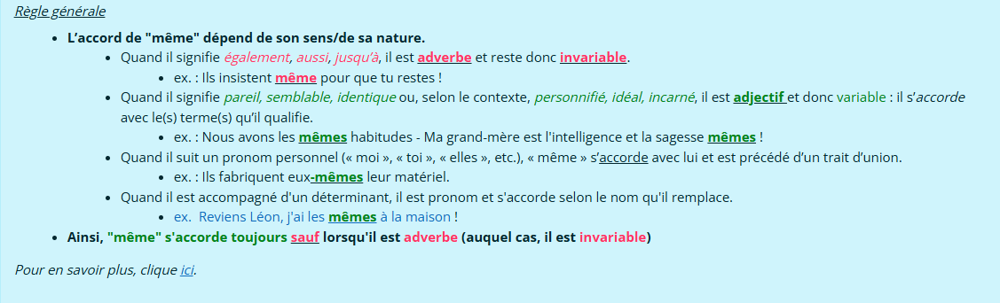 Règle générale
• L’accord de "même" dépend de son sens/de sa nature.
• Quand il signifie également, aussi, jusqu’à, il est adverbe et reste donc invariable.
• ex. : Ils insistent même pour que tu restes !
• Quand il signifie pareil, semblable, identique ou, selon le contexte, personnifié, idéal, incarné, il est adjectif et donc variable : il s’accorde
avec le(s) terme(s) qu’il qualifie.
• ex. : Nous avons les mêmes habitudes - Ma grand-mère est l'intelligence et la sagesse mêmes !
• Quand il suit un pronom personnel (« moi », « toi », « elles », etc.), « même » s’accorde avec lui et est précédé d’un trait d’union.
• ex. : Ils fabriquent eux-mêmes leur matériel.
• Quand il est accompagné d'un déterminant, il est pronom et s'accorde selon le nom qu'il remplace.
• ex. Reviens Léon, j'ai les mêmes à la maison !
• Ainsi, "même" s'accorde toujours sauf lorsqu'il est adverbe (auquel cas, il est invariable)
Pour en savoir plus, clique ici.